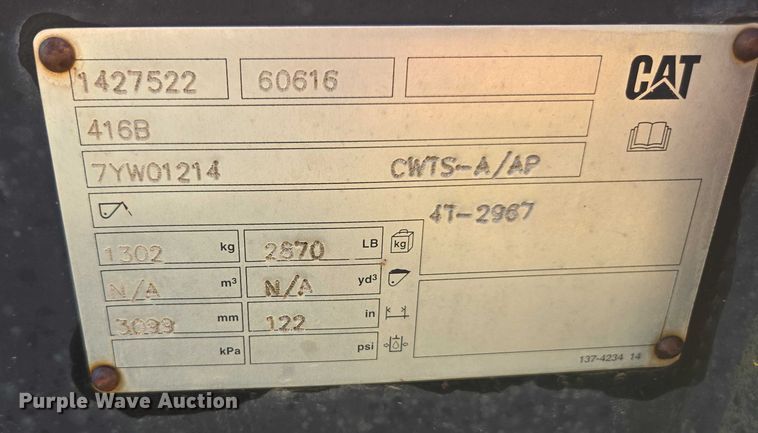 1427522 60616
CAT
416B
7YW01214 CWTS-A/AP
4T-2967
1302 kg 2870 LB kg
N/A m³ N/A yd³
3099 mm 122 in
kPa psi
137-4234 14
Purple Wave Auction